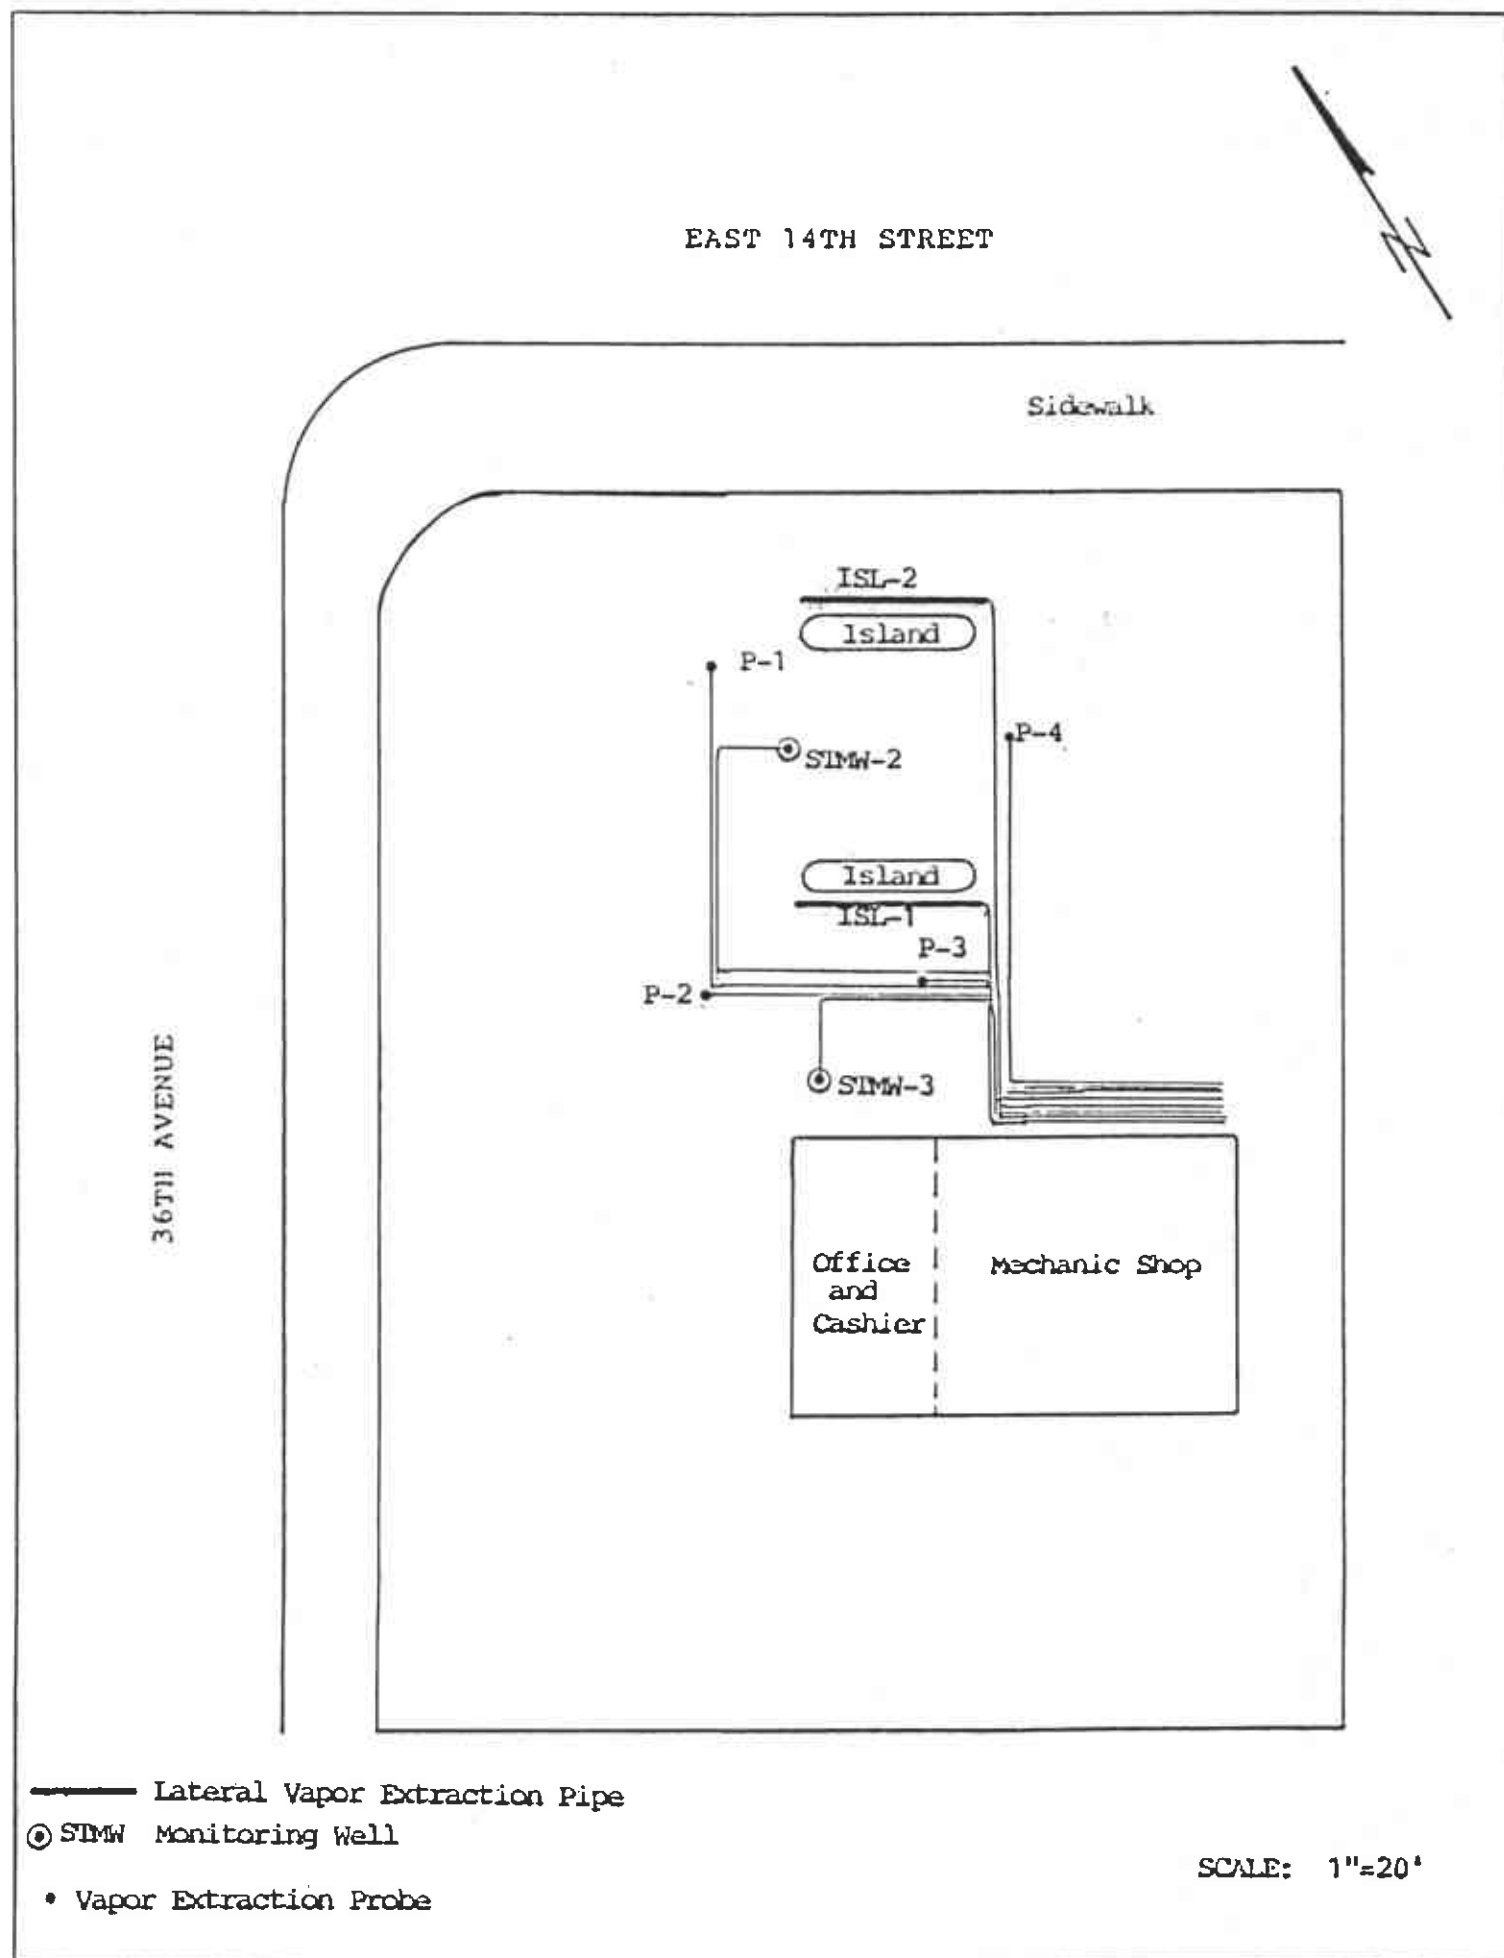 EAST 14TH STREET
Sidewalk
ISL-2
Island
P-1
P-4
STMW-2
Island
ISL-1
P-3
P-2
STMW-3
36TH AVENUE
Office
and
Cashier
Mechanic Shop
Lateral Vapor Extraction Pipe
STMW Monitoring Well
Vapor Extraction Probe
SCALE: 1"=20'
N